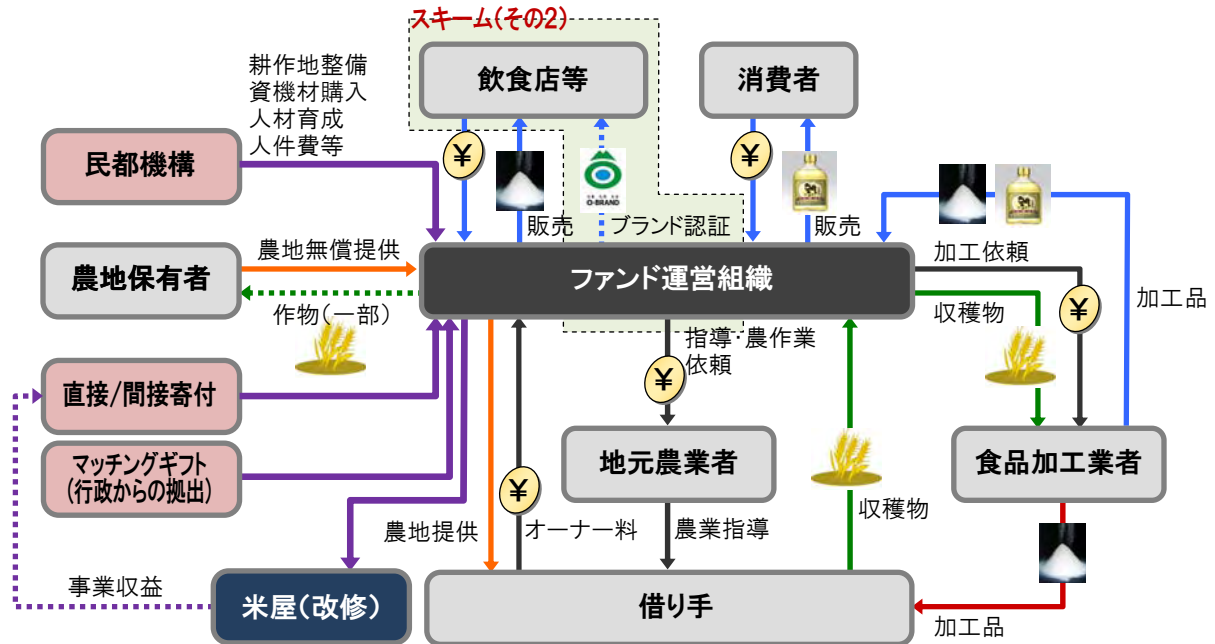 スキーム(その2)
耕作地整備
資機材購入
人材育成
人件費等
飲食店等
消費者
民都機構
¥
¥
O-BRAND
販売
ブランド認証
販売
農地無償提供
農地保有者
ファンド運営組織
加工依頼
加工品
作物(一部)
収穫物
¥
指導・農作業
依頼
¥
直接/間接寄付
地元農業者
食品加工業者
マッチングギフト
(行政からの拠出)
¥
農地提供
オーナー料
農業指導
収穫物
事業収益
米屋(改修)
借り手
加工品